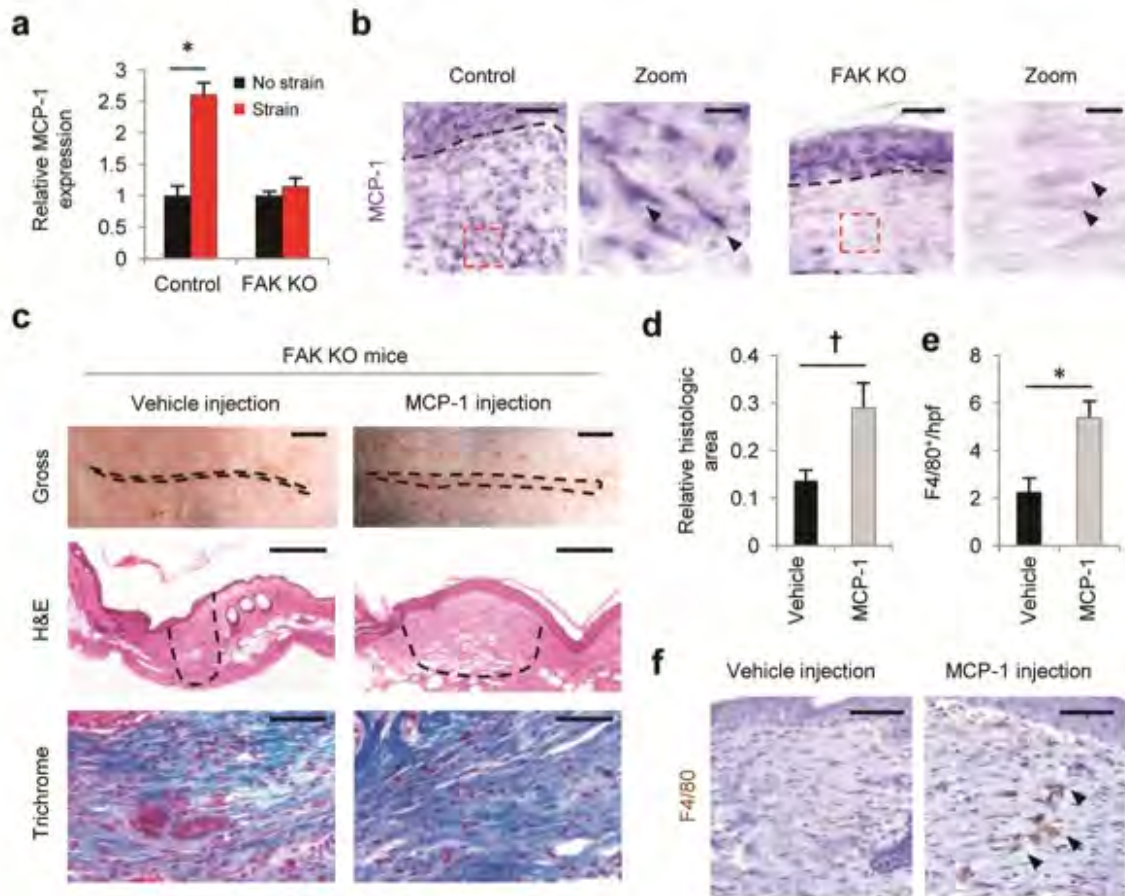 a
Relative MCP-1
expression
3
2.5
2
1.5
1
0.5
0
*
No strain
Strain
Control
FAK KO
b
Control
Zoom
FAK KO
Zoom
MCP-1
c
FAK KO mice
Vehicle injection
MCP-1 injection
Gross
H&E
Trichrome
d
Relative histologic
area
0.4
0.3
0.2
0.1
0
†
Vehicle
MCP-1
e
F4/80⁺/hpf
8
6
4
2
0
*
Vehicle
MCP-1
f
Vehicle injection
MCP-1 injection
F4/80